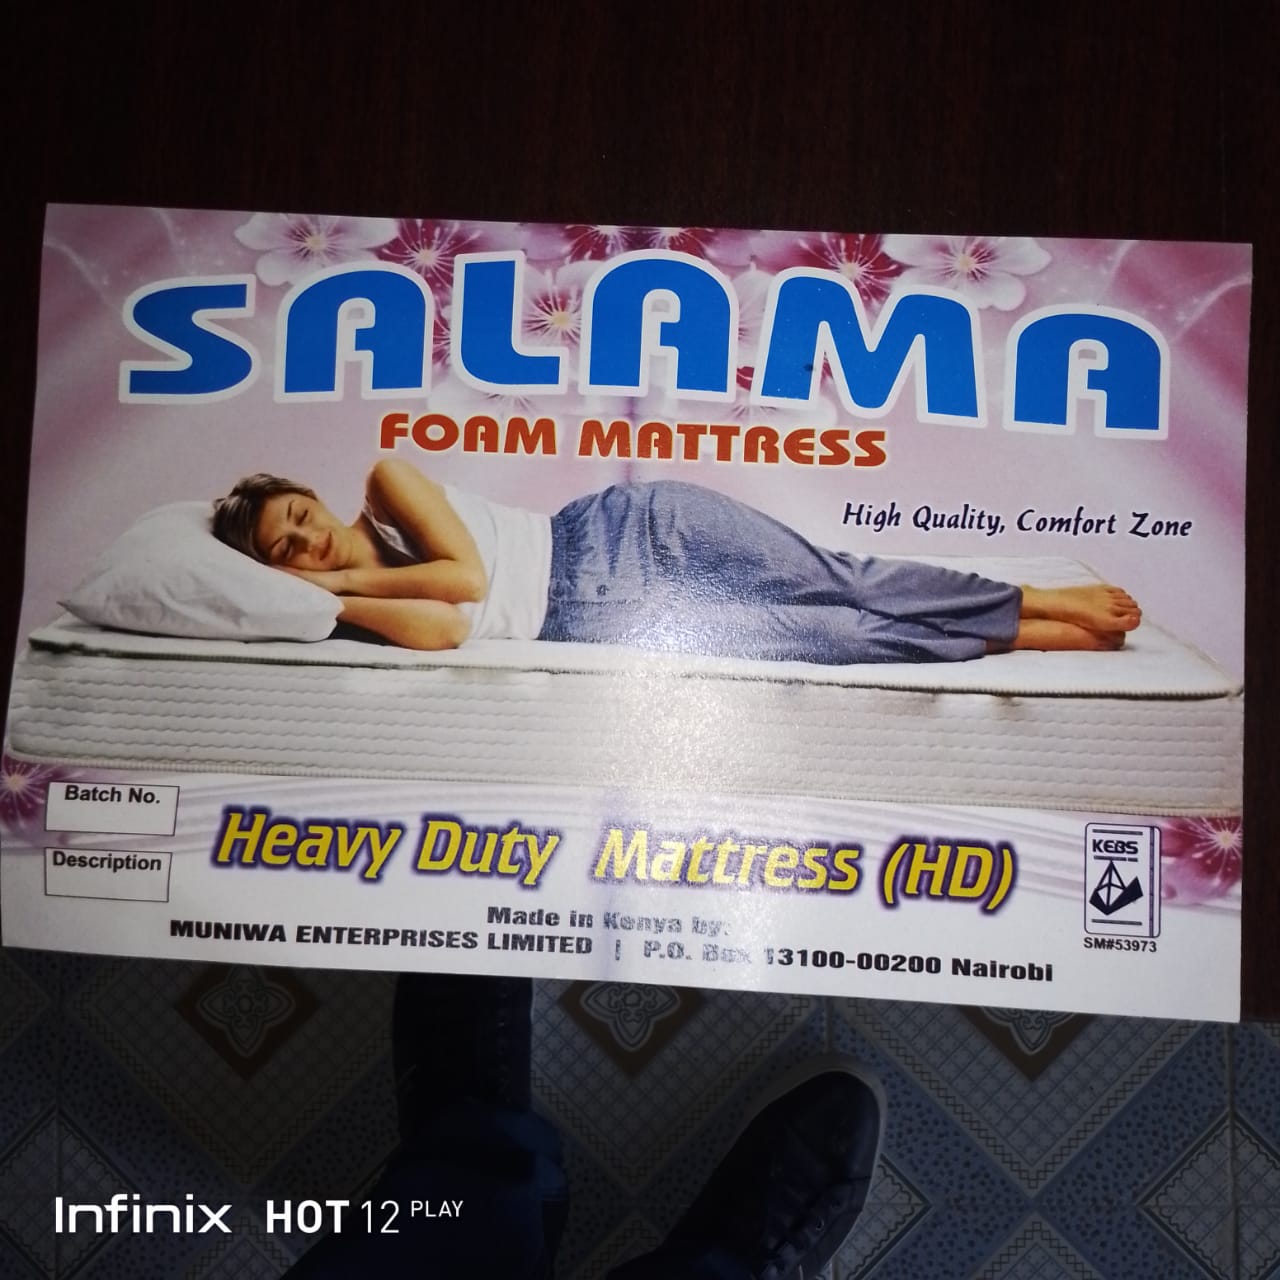 SALAMA
FOAM MATTRESS
High Quality, Comfort Zone
Batch No.
Description
Heavy Duty Mattress (HD)
Made in Kenya by:
MUNIWA ENTERPRISES LIMITED | P.O. Box 13100-00200 Nairobi
KEBS
SM#53973
Infinix HOT 12 PLAY